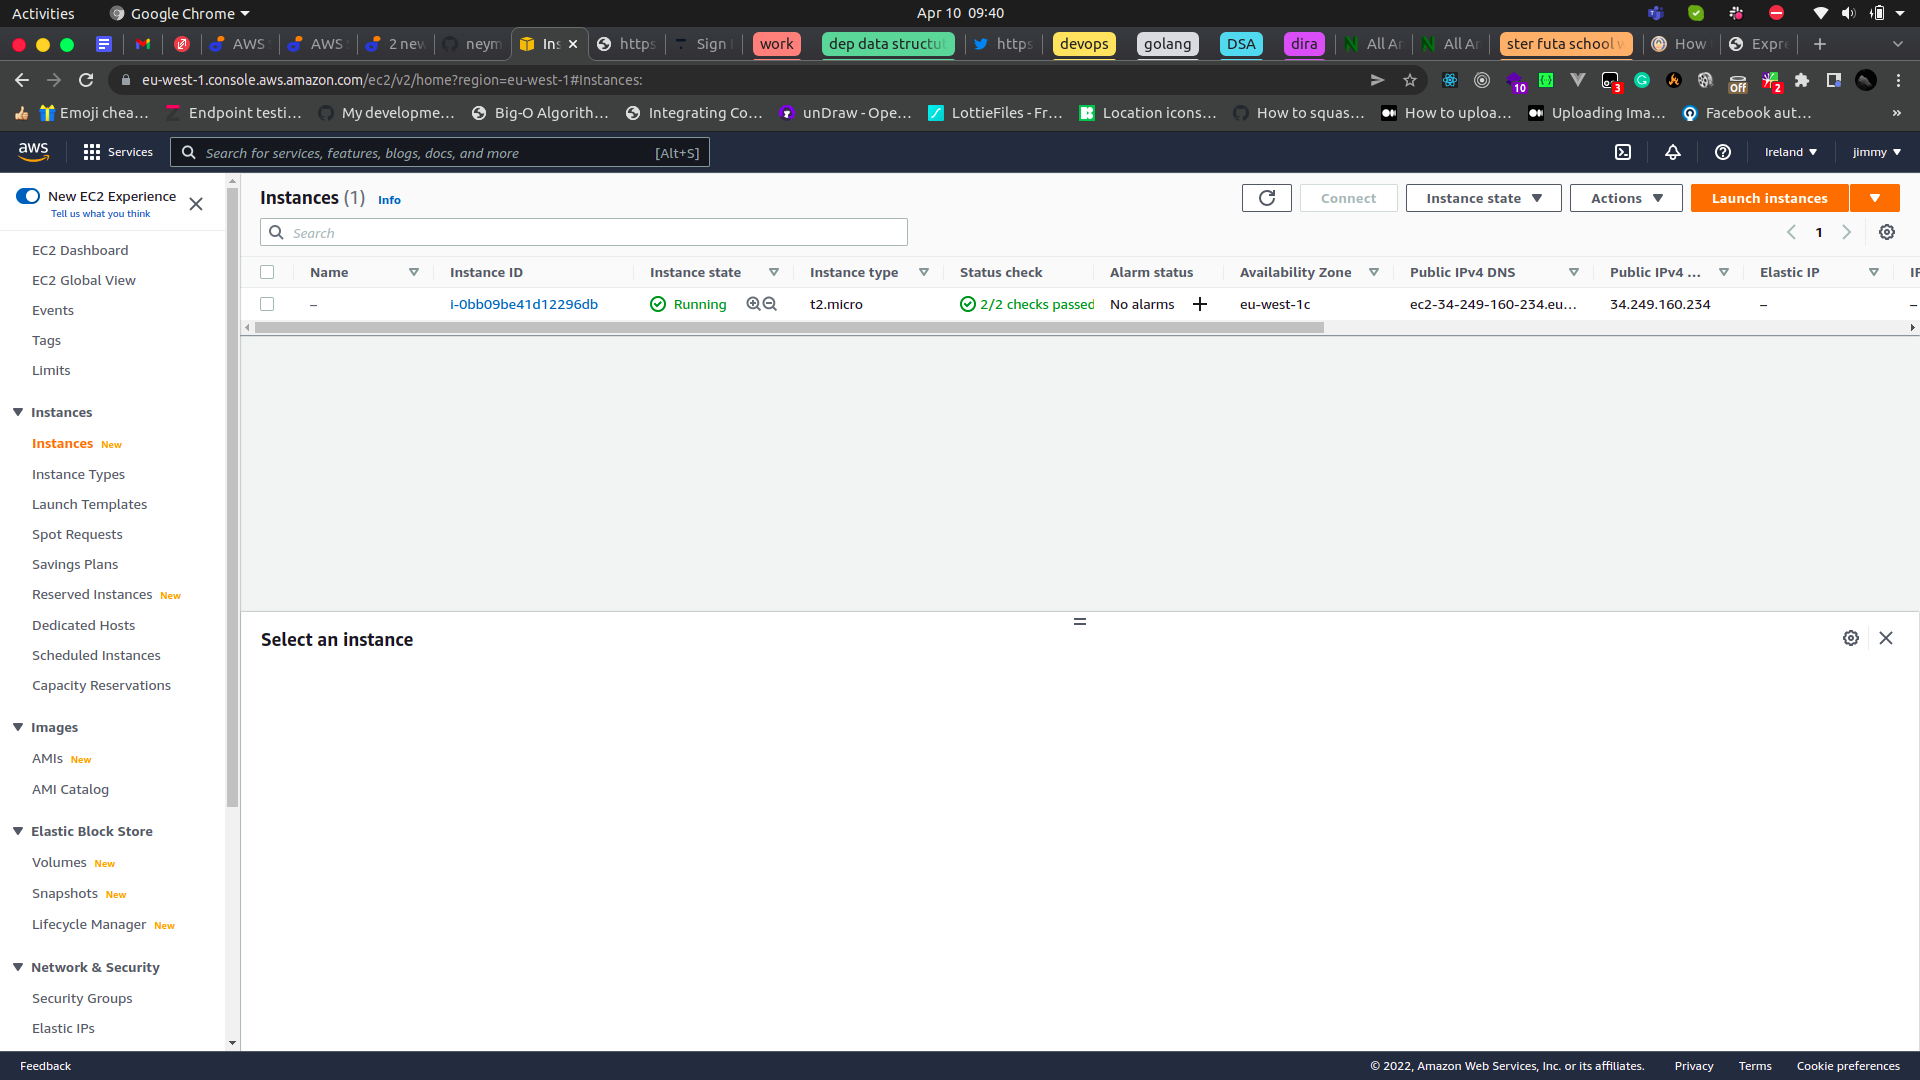 Activities
Google Chrome
Apr 10 09:40
AWS
AWS
2 new
neym
Ins
https
Sign
work
dep data structu
https
devops
golang
DSA
dira
All Ar
All Ar
ster futa school w
How
Expre
eu-west-1.console.aws.amazon.com/ec2/v2/home?region=eu-west-1#Instances:
10
3
Off
2
Emoji chea...
Endpoint testi...
My developme...
Big-O Algorith...
Integrating Co...
unDraw - Ope...
LottieFiles - Fr...
Location icons...
How to squas...
How to uploa...
Uploading Ima...
Facebook aut...
»
aws
Services
Search for services, features, blogs, docs, and more
[Alt+S]
Ireland
jimmy
New EC2 Experience
Tell us what you think
EC2 Dashboard
EC2 Global View
Events
Tags
Limits
Instances
Instances New
Instance Types
Launch Templates
Spot Requests
Savings Plans
Reserved Instances New
Dedicated Hosts
Scheduled Instances
Capacity Reservations
Images
AMIs New
AMI Catalog
Elastic Block Store
Volumes New
Snapshots New
Lifecycle Manager New
Network & Security
Security Groups
Elastic IPs
Instances (1) Info
Connect
Instance state
Actions
Launch instances
Search
1
Name
Instance ID
Instance state
Instance type
Status check
Alarm status
Availability Zone
Public IPv4 DNS
Public IPv4 ...
Elastic IP
IP
–
i-0bb09be41d12296db
Running
t2.micro
2/2 checks passed
No alarms
eu-west-1c
ec2-34-249-160-234.eu...
34.249.160.234
–
–
Select an instance
Feedback
© 2022, Amazon Web Services, Inc. or its affiliates.
Privacy
Terms
Cookie preferences